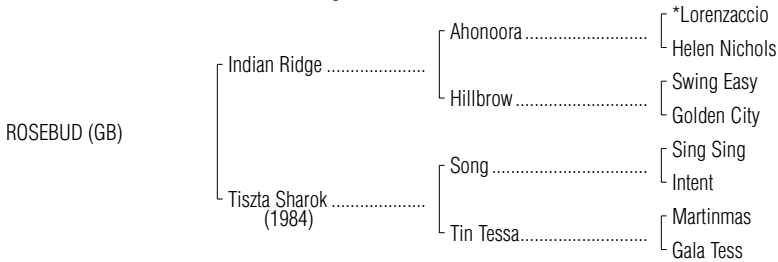 *Lorenzaccio
Ahonoora
Helen Nichols
Indian Ridge
Swing Easy
Hillbrow
Golden City
ROSEBUD (GB)
Sing Sing
Song
Intent
Tiszta Sharok
(1984)
Martinmas
Tin Tessa
Gala Tess